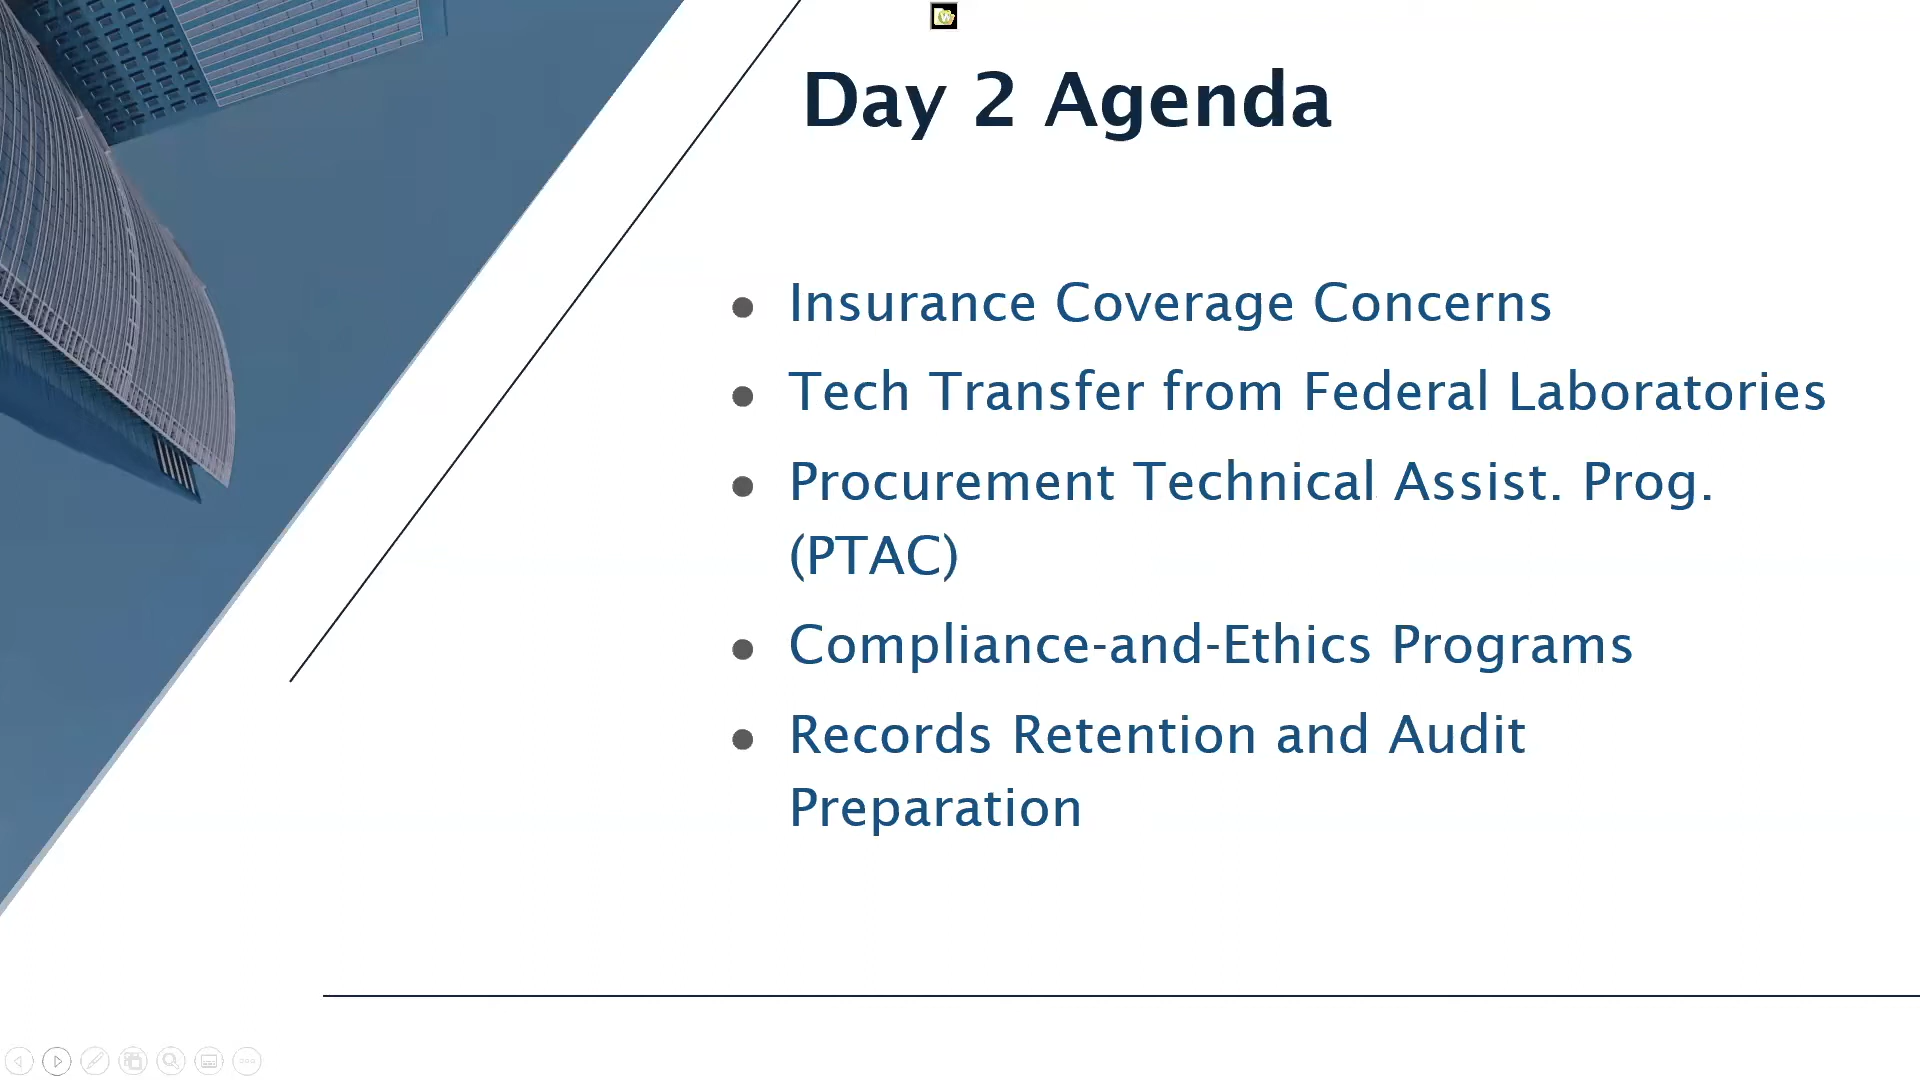 Day 2 Agenda
Insurance Coverage Concerns
Tech Transfer from Federal Laboratories
Procurement Technical Assist. Prog.
(PTAC)
Compliance-and-Ethics Programs
Records Retention and Audit
Preparation